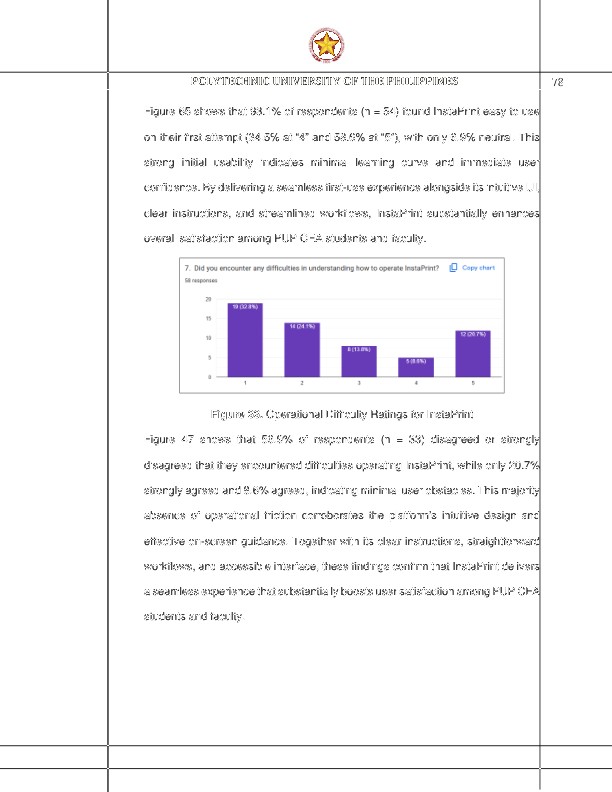 POLYTECHNIC UNIVERSITY OF THE PHILIPPINES
78
Figure 65 shows that 93.1% of respondents (n = 54) found InstaPrint easy to use
on their first attempt (34.5% at "4" and 58.6% at "5"), with only 6.9% neutral. This
strong initial usability indicates minimal learning curve and immediate user
confidence. By delivering a seamless first-use experience alongside its intuitive UI,
clear instructions, and streamlined workflows, InstaPrint substantially enhances
overall satisfaction among PUP CEA students and faculty.
7. Did you encounter any difficulties in understanding how to operate InstaPrint?
Copy chart
58 responses
20
15
10
5
0
19 (32.8%)
14 (24.1%)
8 (13.8%)
5 (8.6%)
12 (20.7%)
1
2
3
4
5
Figure 66. Operational Difficulty Ratings for InstaPrint
Figure 47 shows that 56.9% of respondents (n = 33) disagreed or strongly
disagreed that they encountered difficulties operating InstaPrint, while only 20.7%
strongly agreed and 8.6% agreed, indicating minimal user obstacles. This majority
absence of operational friction corroborates the platform's intuitive design and
effective on-screen guidance. Together with its clear instructions, straightforward
workflows, and accessible interface, these findings confirm that InstaPrint delivers
a seamless experience that substantially boosts user satisfaction among PUP CEA
students and faculty.